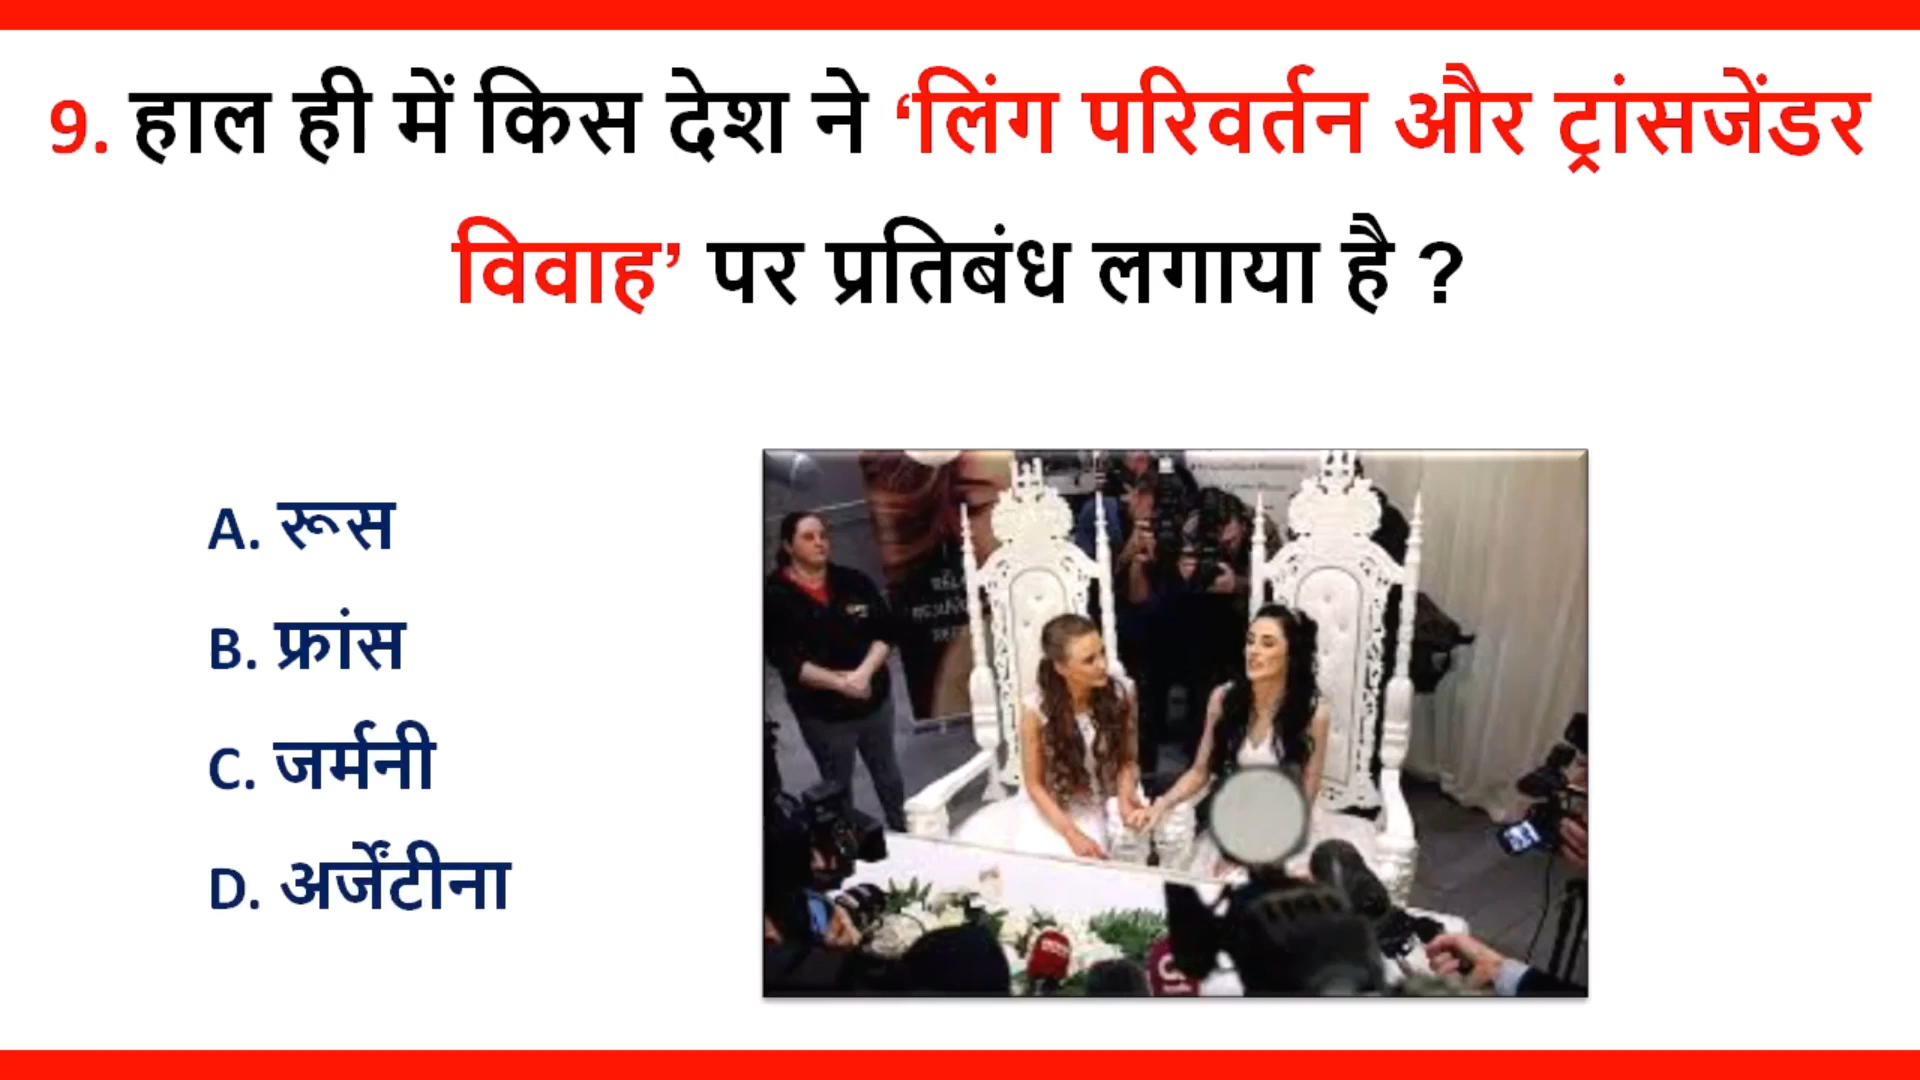 9. हाल ही में किस देश ने ‘लिंग परिवर्तन और ट्रांसजेंडर
विवाह’ पर प्रतिबंध लगाया है ?
A. रूस
B. फ्रांस
C. जर्मनी
D. अर्जेंटीना